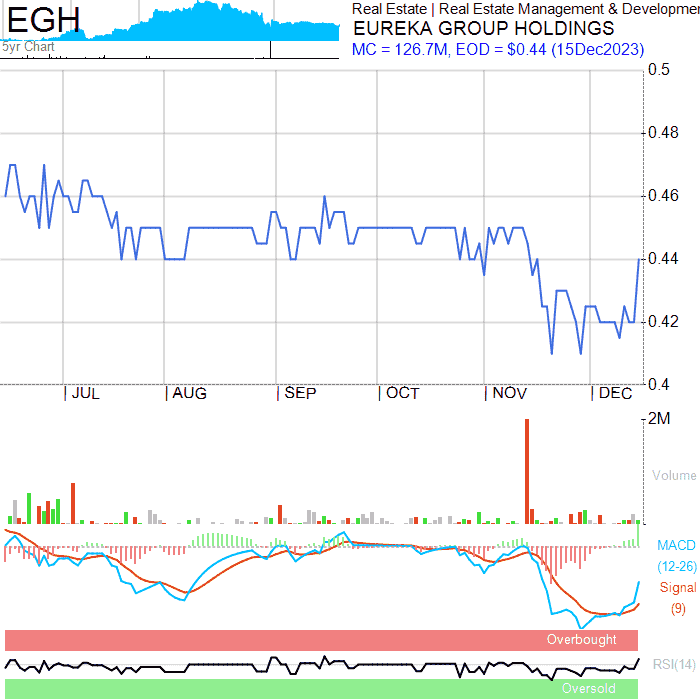 EGH
5yr Chart
Real Estate | Real Estate Management & Developmen
EUREKA GROUP HOLDINGS
MC = 126.7M, EOD = $0.44 (15Dec2023)
0.5
0.48
0.46
0.44
0.42
0.4
JUL AUG SEP OCT NOV DEC
2M
Volume
MACD
(12-26)
Signal
(9)
Overbought
RSI(14)
Oversold